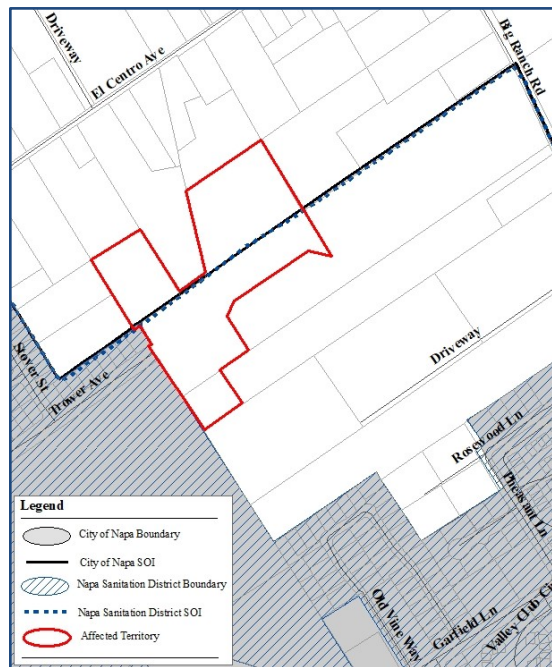 Driveway
El Centro Ave
Big Ranch Rd
Stover St
Trower Ave
Driveway
Rosewood Ln
Pheasant Ln
Old Vine Way
Garfield Ln
Valley Club Ci
Legend
City of Napa Boundary
City of Napa SOI
Napa Sanitation District Boundary
Napa Sanitation District SOI
Affected Territory